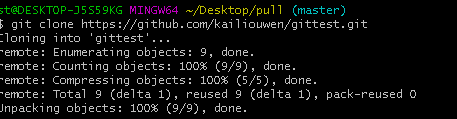 st@DESKTOP-J5S59KG MINGW64 ~/Desktop/pull (master)
$ git clone https://github.com/kailiouwen/gittest.git
Cloning into 'gittest'...
remote: Enumerating objects: 9, done.
remote: Counting objects: 100% (9/9), done.
remote: Compressing objects: 100% (5/5), done.
remote: Total 9 (delta 1), reused 9 (delta 1), pack-reused 0
Unpacking objects: 100% (9/9), done.